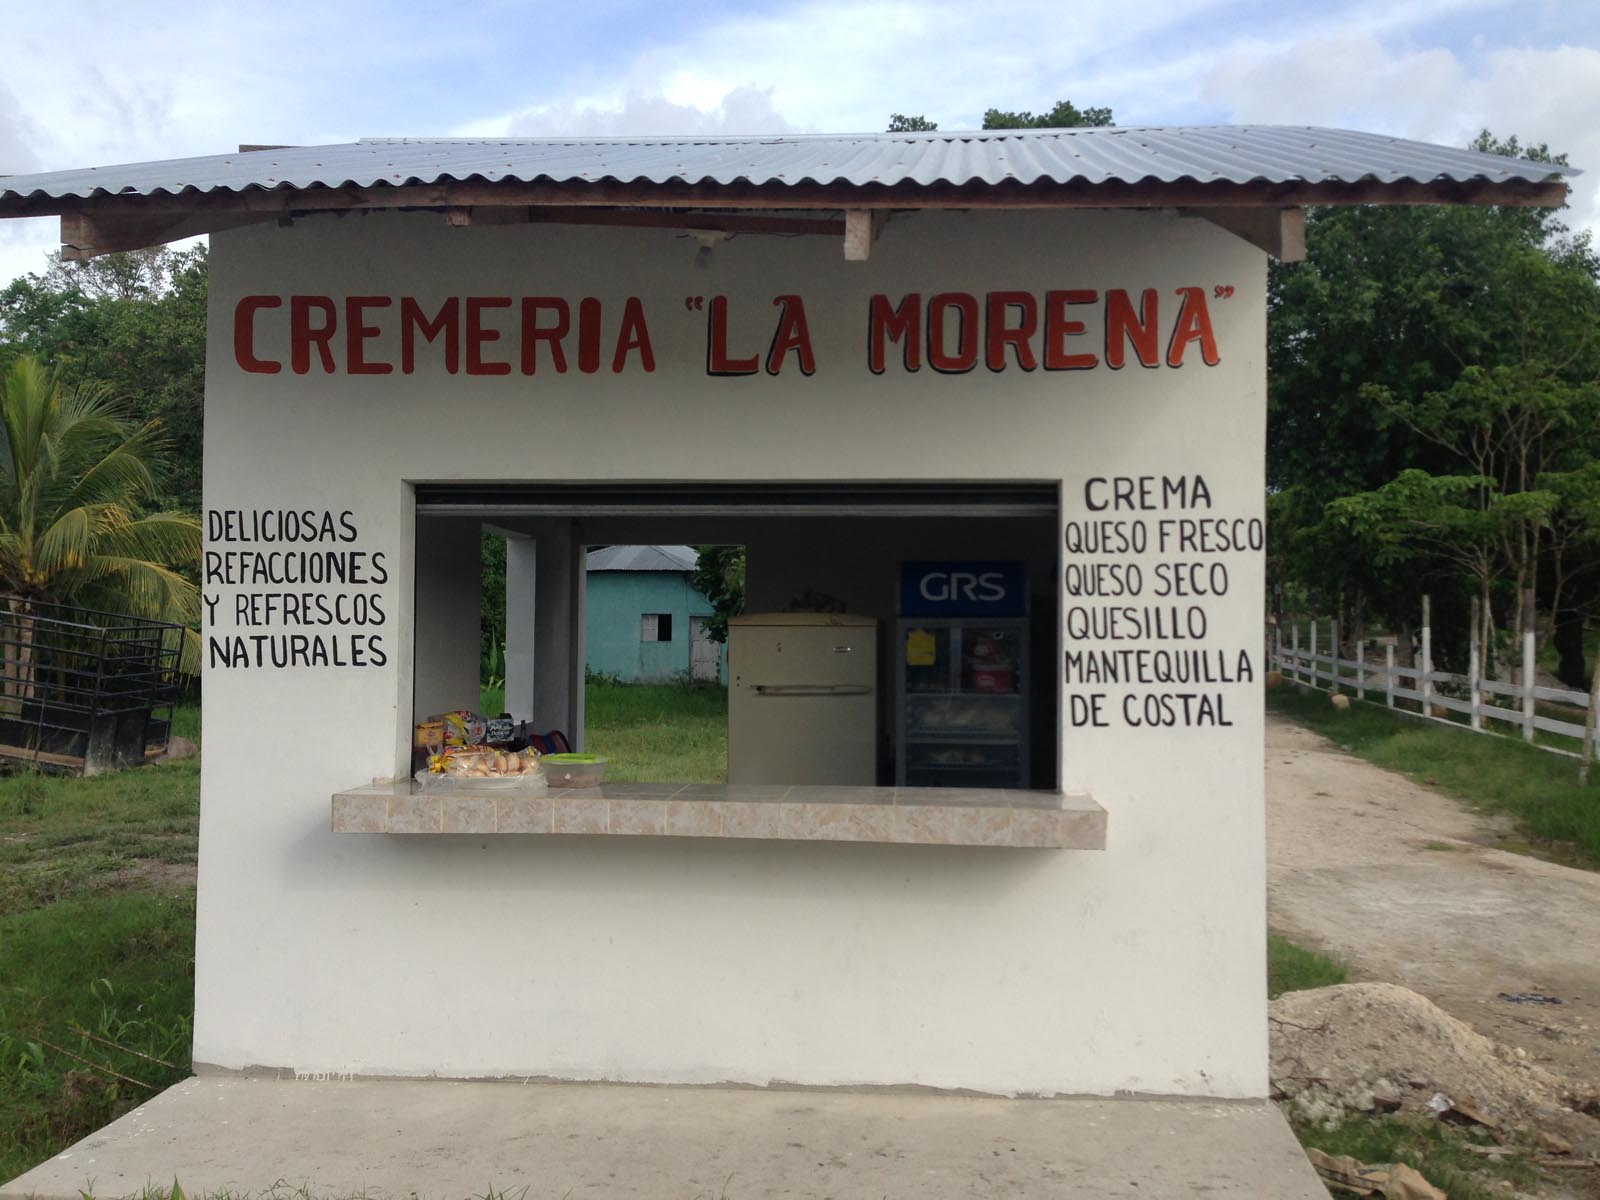 CREMERIA "LA MORENA"
DELICIOSAS
REFACCIONES
Y REFRESCOS
NATURALES
CREMA
QUESO FRESCO
QUESO SECO
QUESILLO
MANTEQUILLA
DE COSTAL
GRS